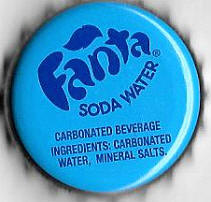 Fanta®
SODA WATER
CARBONATED BEVERAGE
INGREDIENTS: CARBONATED
WATER, MINERAL SALTS.